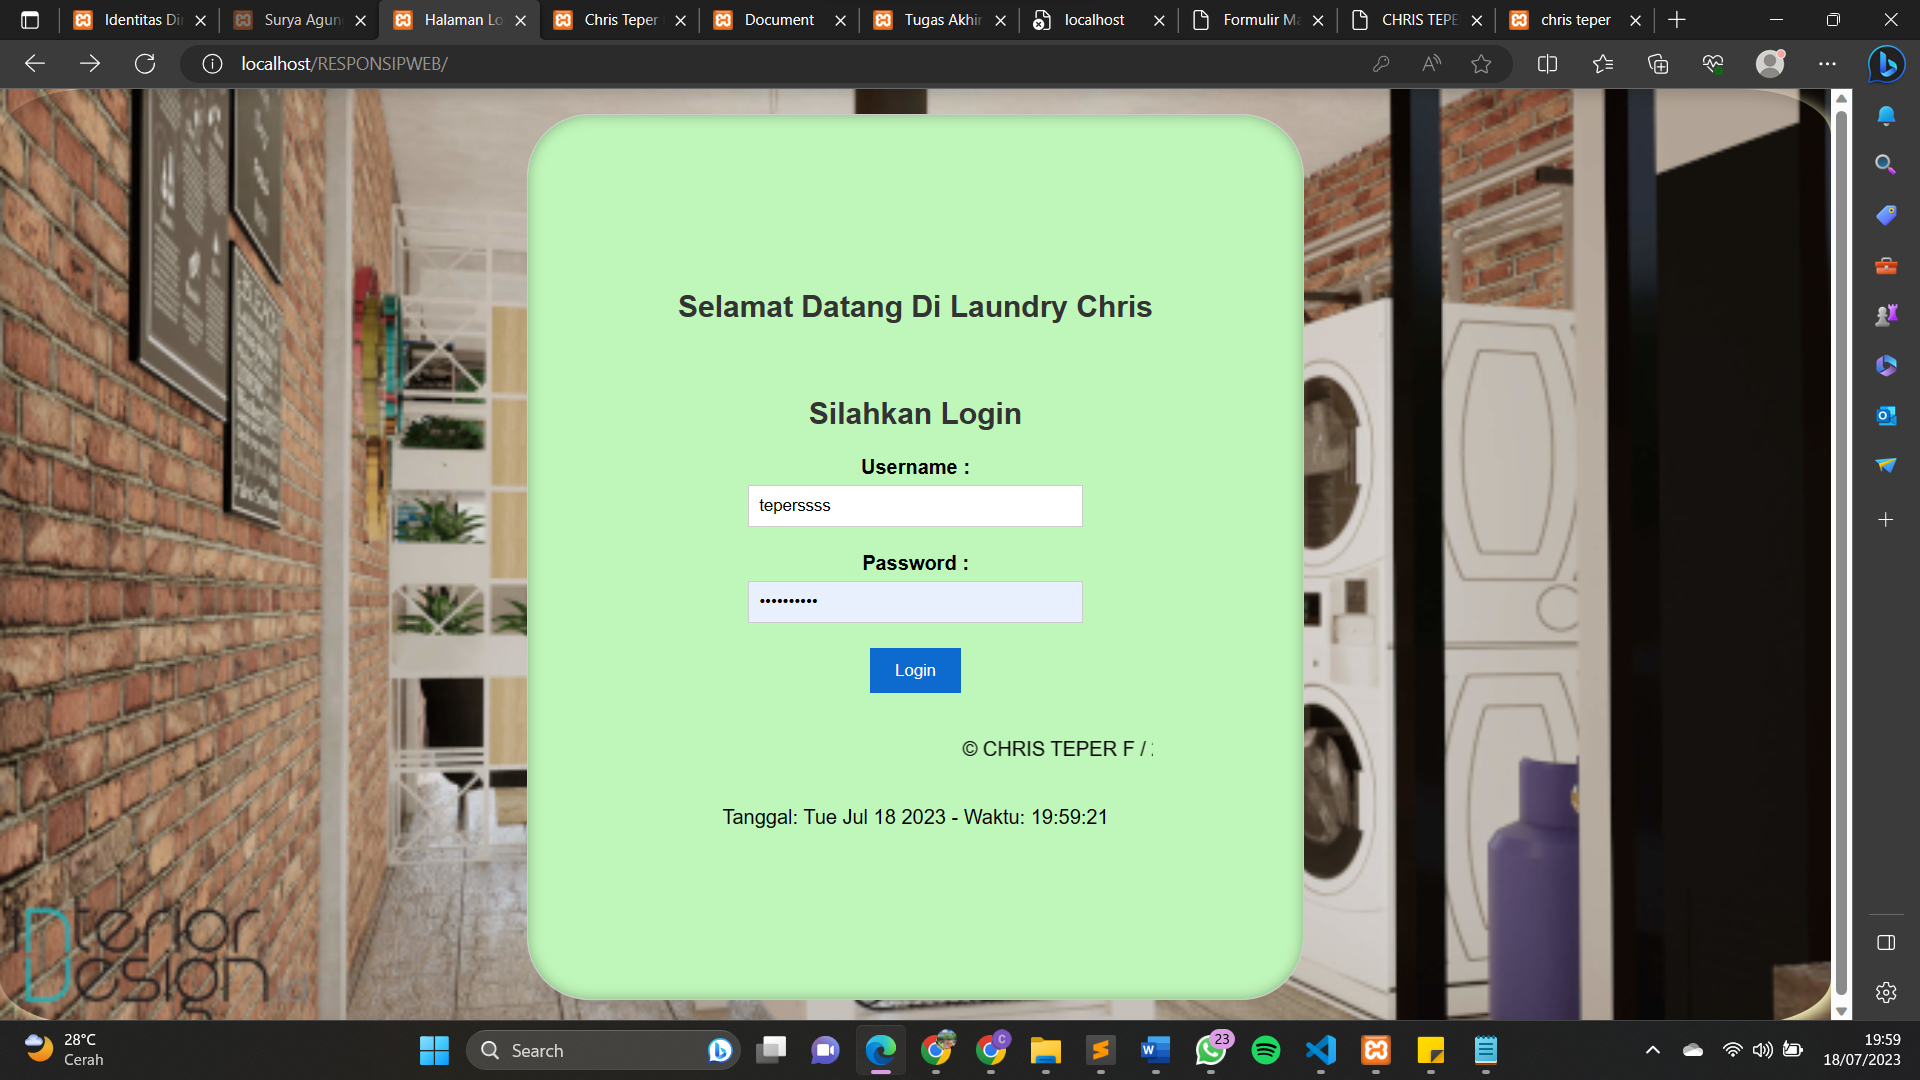 Identitas Di
Surya Agun
Halaman Lo
Chris Teper
Document
Tugas Akhir
localhost
Formulir Ma
CHRIS TEPE
chris teper
localhost/RESPONSIPWEB/
Selamat Datang Di Laundry Chris
Silahkan Login
Username :
teperssss
Password :
••••••••••
Login
© CHRIS TEPER F /
Tanggal: Tue Jul 18 2023 - Waktu: 19:59:21
interior
Design
28°C
Cerah
Search
23
19:59
18/07/2023